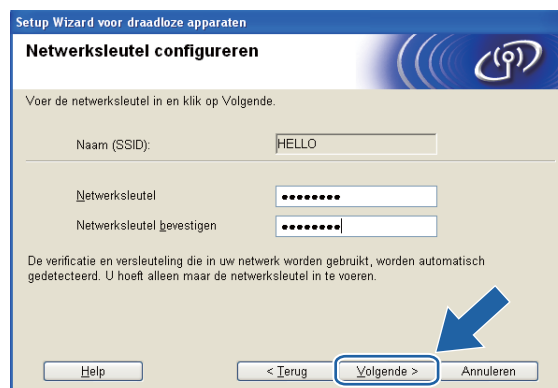 Setup Wizard voor draadloze apparaten
Netwerksleutel configureren
Voer de netwerksleutel in en klik op Volgende.
Naam (SSID):
HELLO
Netwerksleutel
••••••••
Netwerksleutel bevestigen
••••••••
De verificatie en versleuteling die in uw netwerk worden gebruikt, worden automatisch
gedetecteerd. U hoeft alleen maar de netwerksleutel in te voeren.
Help
< Terug
Volgende >
Annuleren